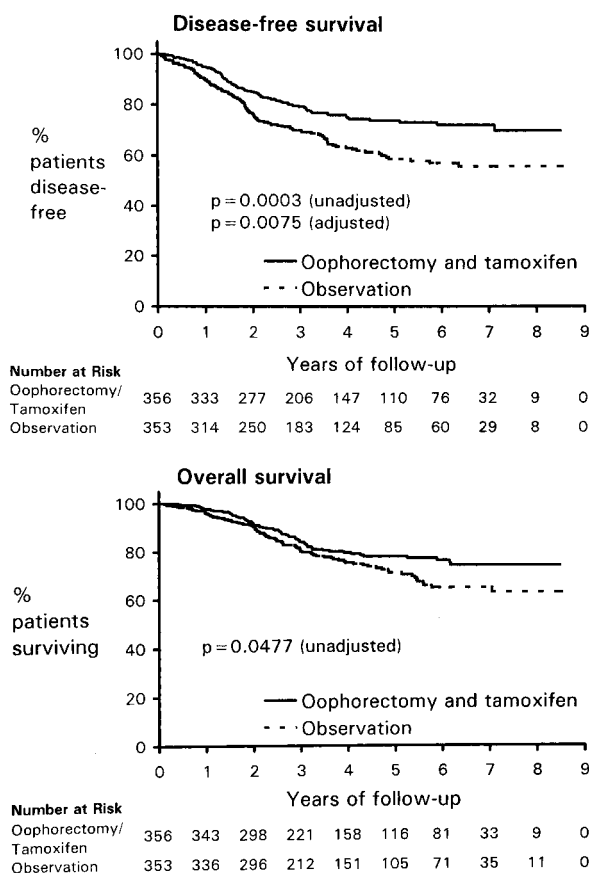 Disease-free survival
100
80
60
40
20
0
%
patients
disease-
free
p=0.0003 (unadjusted)
p=0.0075 (adjusted)
Oophorectomy and tamoxifen
Observation
0 1 2 3 4 5 6 7 8 9
Years of follow-up
Number at Risk
Oophorectomy/
Tamoxifen 356 333 277 206 147 110 76 32 9 0
Observation 353 314 250 183 124 85 60 29 8 0
Overall survival
100
80
60
40
20
0
%
patients
surviving
p=0.0477 (unadjusted)
Oophorectomy and tamoxifen
Observation
0 1 2 3 4 5 6 7 8 9
Years of follow-up
Number at Risk
Oophorectomy/
Tamoxifen 356 343 298 221 158 116 81 33 9 0
Observation 353 336 296 212 151 105 71 35 11 0